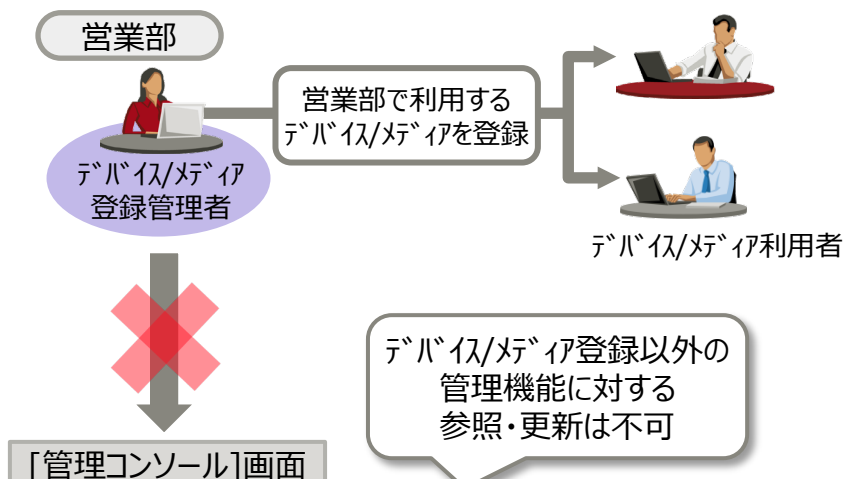 営業部
営業部で利用する
ﾃﾞﾊﾞｲｽ/ﾒﾃﾞｨｱを登録
ﾃﾞﾊﾞｲｽ/ﾒﾃﾞｨｱ
登録管理者
ﾃﾞﾊﾞｲｽ/ﾒﾃﾞｨｱ利用者
ﾃﾞﾊﾞｲｽ/ﾒﾃﾞｨｱ登録以外の
管理機能に対する
参照・更新は不可
[管理コンソール]画面